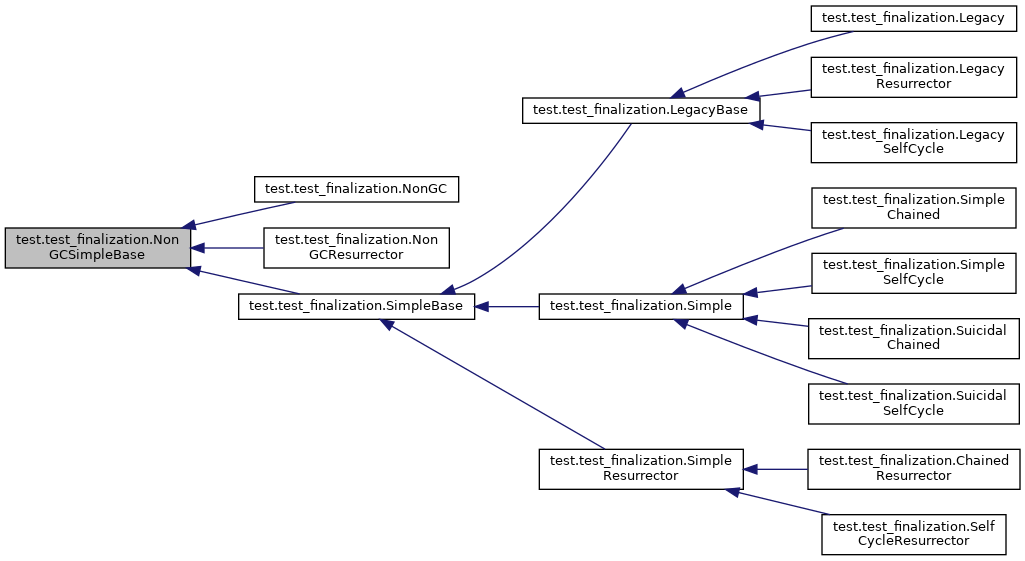 test.test_finalization.Legacy
test.test_finalization.Legacy
Resurrector
test.test_finalization.LegacyBase
test.test_finalization.Legacy
SelfCycle
test.test_finalization.NonGC
test.test_finalization.Simple
Chained
test.test_finalization.Non
GCSimpleBase
test.test_finalization.Non
GCResurrector
test.test_finalization.Simple
SelfCycle
test.test_finalization.SimpleBase
test.test_finalization.Simple
test.test_finalization.Suicidal
Chained
test.test_finalization.Suicidal
SelfCycle
test.test_finalization.Simple
Resurrector
test.test_finalization.Chained
Resurrector
test.test_finalization.Self
CycleResurrector